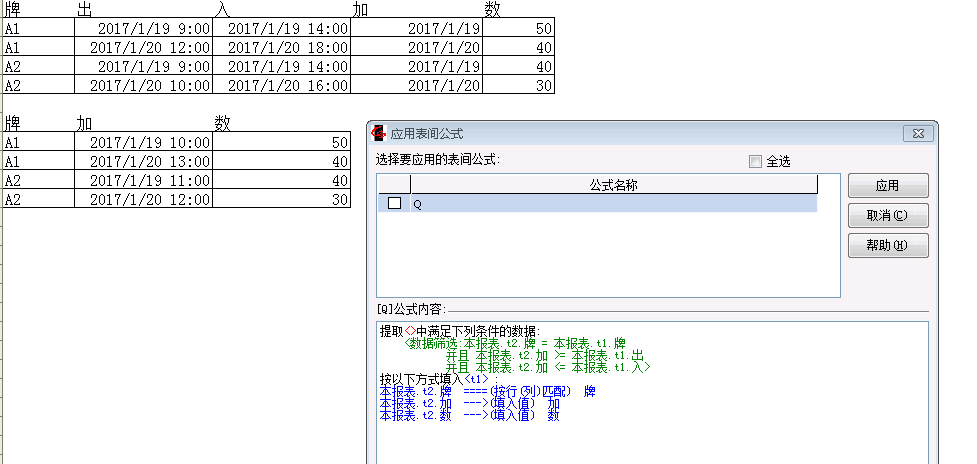 牌 出 入 加 数
A1 2017/1/19 9:00 2017/1/19 14:00 2017/1/19 50
A1 2017/1/20 12:00 2017/1/20 18:00 2017/1/20 40
A2 2017/1/19 9:00 2017/1/19 14:00 2017/1/19 40
A2 2017/1/20 10:00 2017/1/20 16:00 2017/1/20 30
牌 加 数
A1 2017/1/19 10:00 50
A1 2017/1/20 13:00 40
A2 2017/1/19 11:00 40
A2 2017/1/20 12:00 30
应用表间公式
选择要应用的表间公式: 全选
公式名称
Q
应用
取消(C)
帮助(H)
[Q]公式内容:
提取<>中满足下列条件的数据:
<数据筛选:本报表.t2.牌 = 本报表.t1.牌
并且 本报表.t2.加 >= 本报表.t1.出
并且 本报表.t2.加 <= 本报表.t1.入>
按以下方式填入<t1> :
本报表.t2.牌 ====(按行(列)匹配) 牌
本报表.t2.加 --->(填入值) 加
本报表.t2.数 --->(填入值) 数